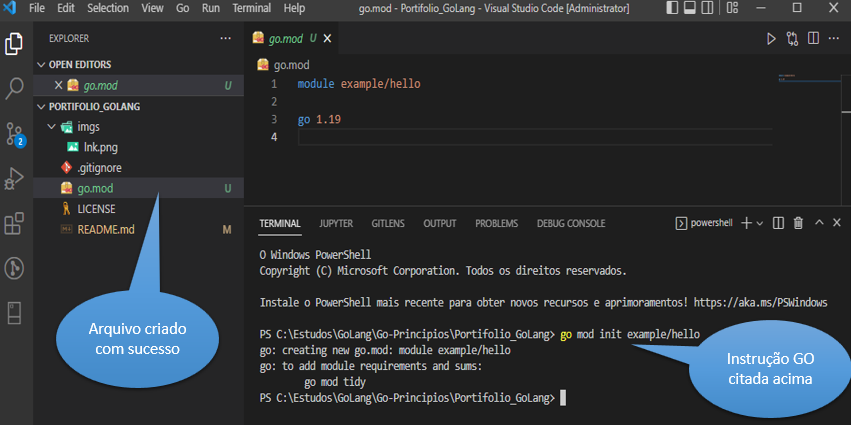 File Edit Selection View Go Run Terminal Help
go.mod - Portifolio_GoLang - Visual Studio Code [Administrator]
EXPLORER
OPEN EDITORS
go.mod U
PORTIFOLIO_GOLANG
imgs
lnk.png
.gitignore
go.mod U
LICENSE
README.md M
2
Arquivo criado
com sucesso
go.mod U
go.mod
1 module example/hello
2
3 go 1.19
4
TERMINAL JUPYTER GITLENS OUTPUT PROBLEMS DEBUG CONSOLE
powershell
O Windows PowerShell
Copyright (C) Microsoft Corporation. Todos os direitos reservados.
Instale o PowerShell mais recente para obter novos recursos e aprimoramentos! https://aka.ms/PSWindows
PS C:\Estudos\GoLang\Go-Principios\Portifolio_GoLang> go mod init example/hello
go: creating new go.mod: module example/hello
go: to add module requirements and sums:
go mod tidy
PS C:\Estudos\GoLang\Go-Principios\Portifolio_GoLang>
Instrução GO
citada acima